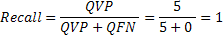 Recall = QVP / (QVP + QFN) = 5 / (5 + 0) = 1